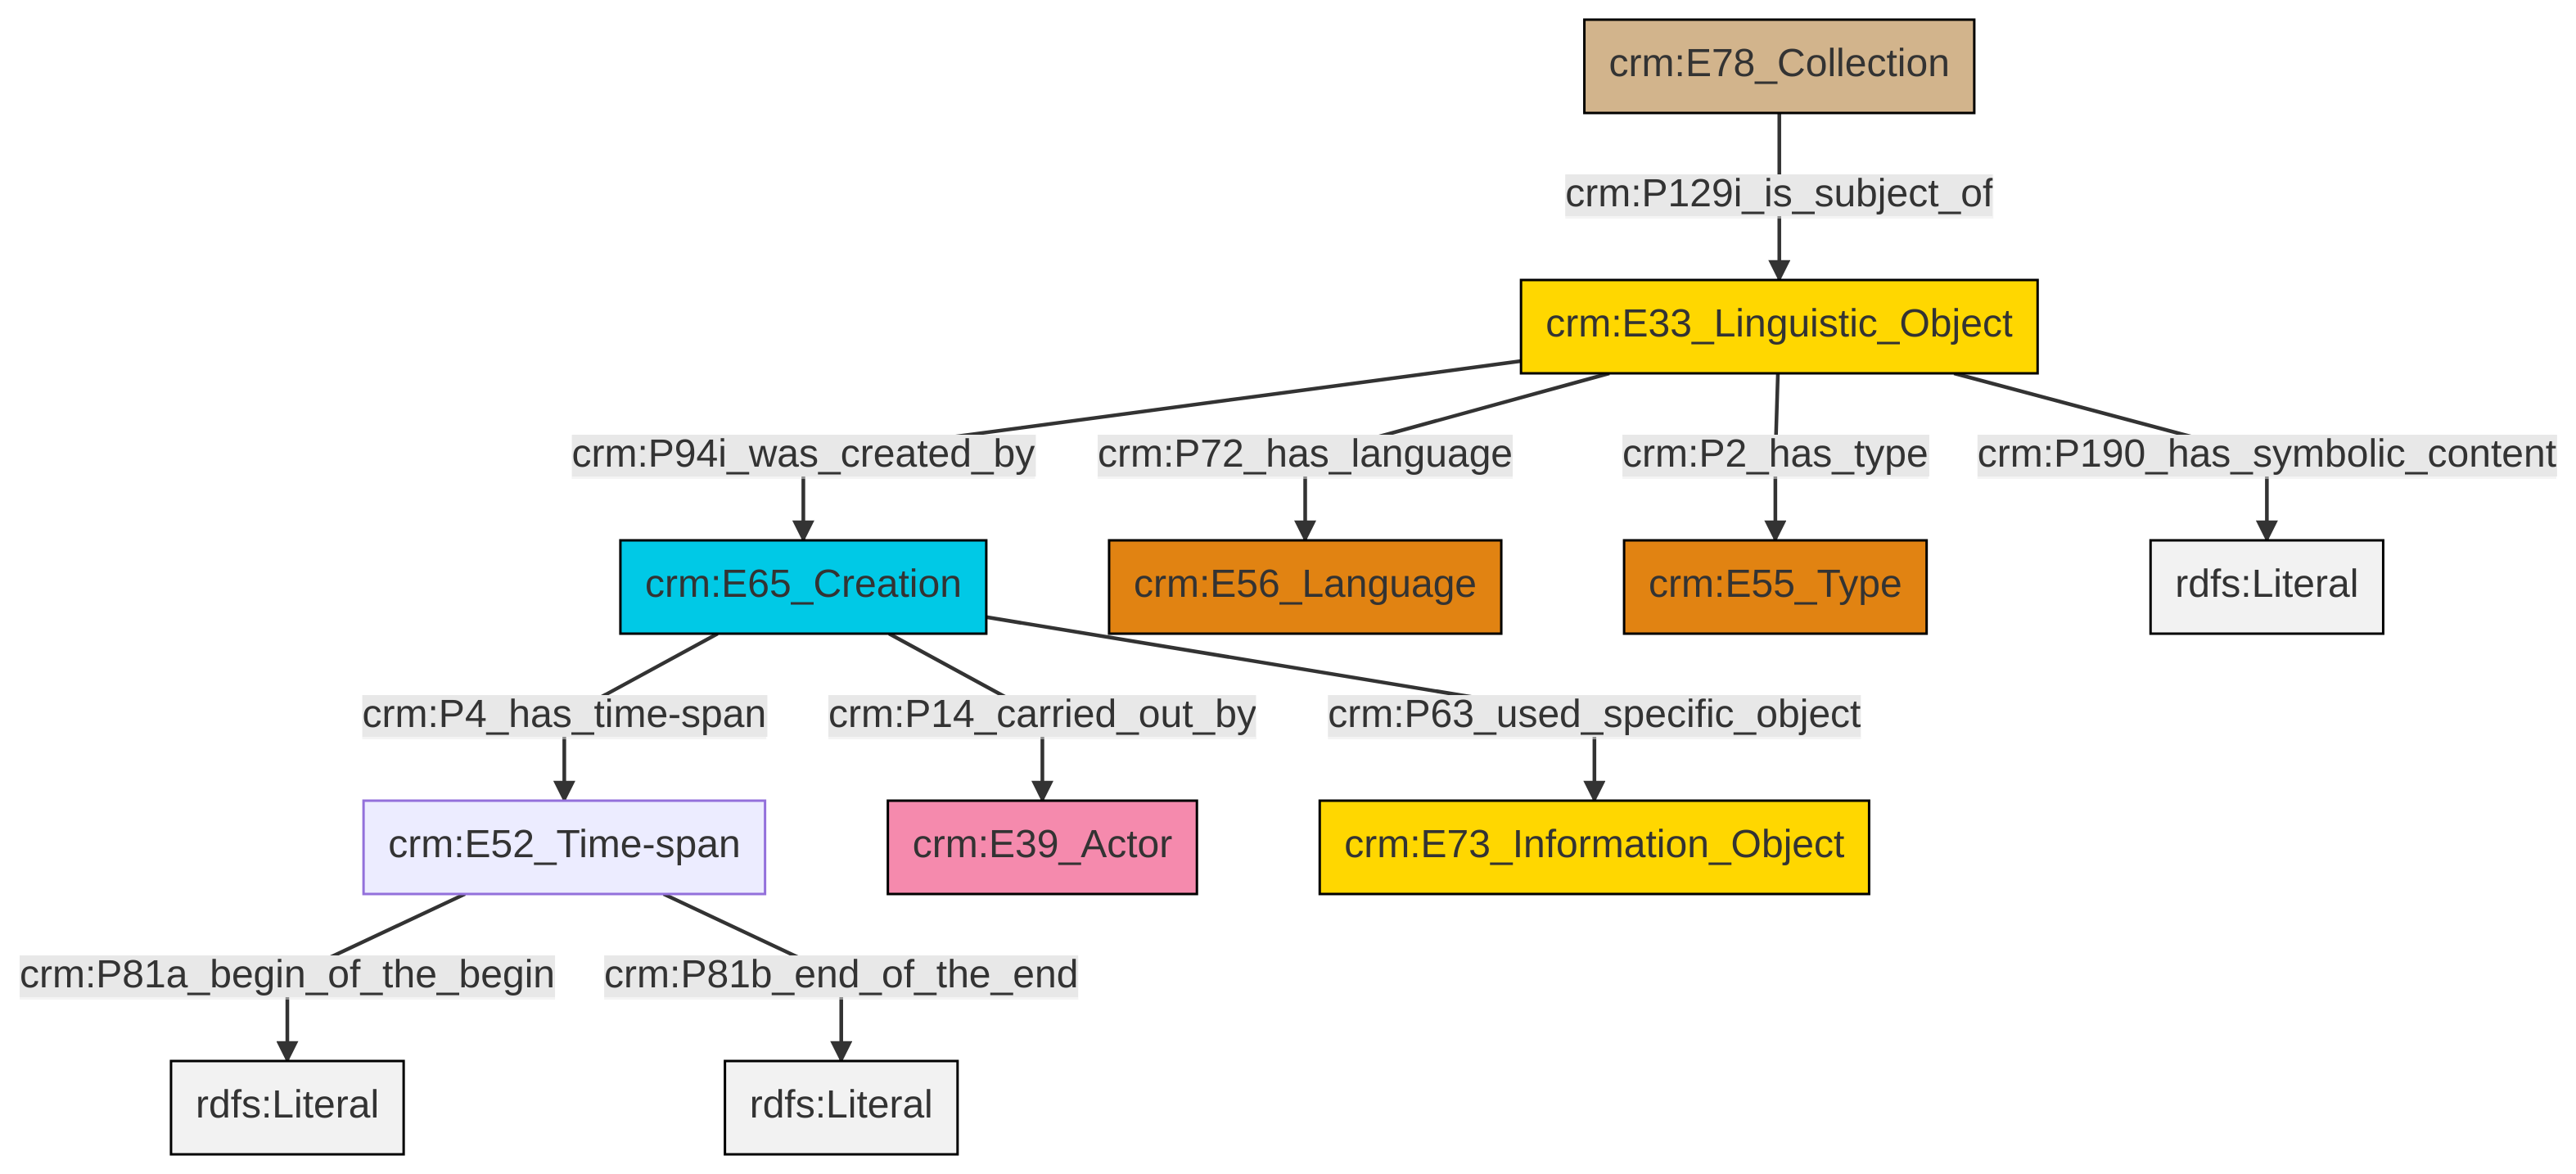 crm:E78_Collection
crm:P129i_is_subject_of
crm:E33_Linguistic_Object
crm:P94i_was_created_by
crm:P72_has_language
crm:P2_has_type
crm:P190_has_symbolic_content
crm:E65_Creation
crm:E56_Language
crm:E55_Type
rdfs:Literal
crm:P4_has_time-span
crm:P14_carried_out_by
crm:P63_used_specific_object
crm:E52_Time-span
crm:E39_Actor
crm:E73_Information_Object
crm:P81a_begin_of_the_begin
crm:P81b_end_of_the_end
rdfs:Literal
rdfs:Literal